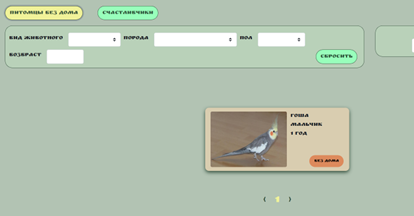 ПИТОМЦЫ БЕЗ ДОМА
СЧАСТЛИВЧИКИ
ВИД ЖИВОТНОГО
ПОРОДА
ПОЛ
ВОЗРАСТ
СБРОСИТЬ
ГОША
МАЛЬЧИК
1 ГОД
БЕЗ ДОМА
⟨ 1 ⟩